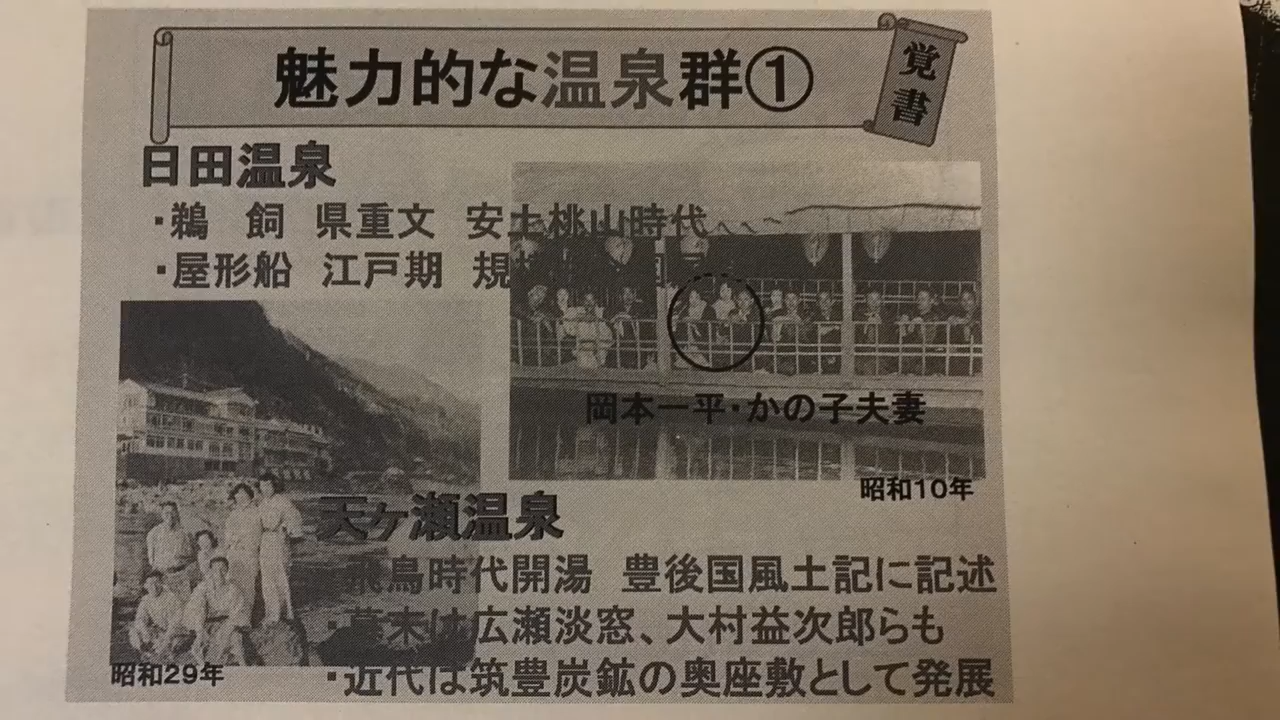 魅力的な温泉群①
覚書
日田温泉
・鵜　飼　県重文　安土桃山時代
・屋形船　江戸期　規
岡本一平・かの子夫妻
昭和10年
天ヶ瀬温泉
飛鳥時代開湯　豊後国風土記に記述
・幕末は広瀬淡窓、大村益次郎らも
・近代は筑豊炭鉱の奥座敷として発展
昭和29年